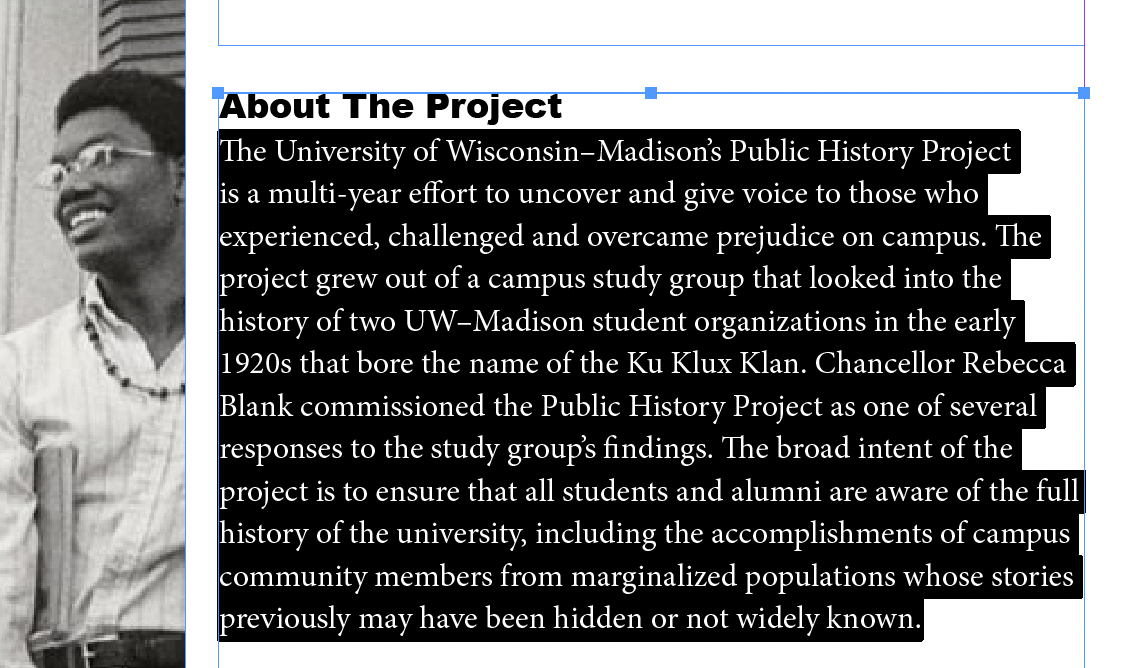 About The Project
The University of Wisconsin–Madison’s Public History Project
is a multi-year effort to uncover and give voice to those who
experienced, challenged and overcame prejudice on campus. The
project grew out of a campus study group that looked into the
history of two UW–Madison student organizations in the early
1920s that bore the name of the Ku Klux Klan. Chancellor Rebecca
Blank commissioned the Public History Project as one of several
responses to the study group’s findings. The broad intent of the
project is to ensure that all students and alumni are aware of the full
history of the university, including the accomplishments of campus
community members from marginalized populations whose stories
previously may have been hidden or not widely known.